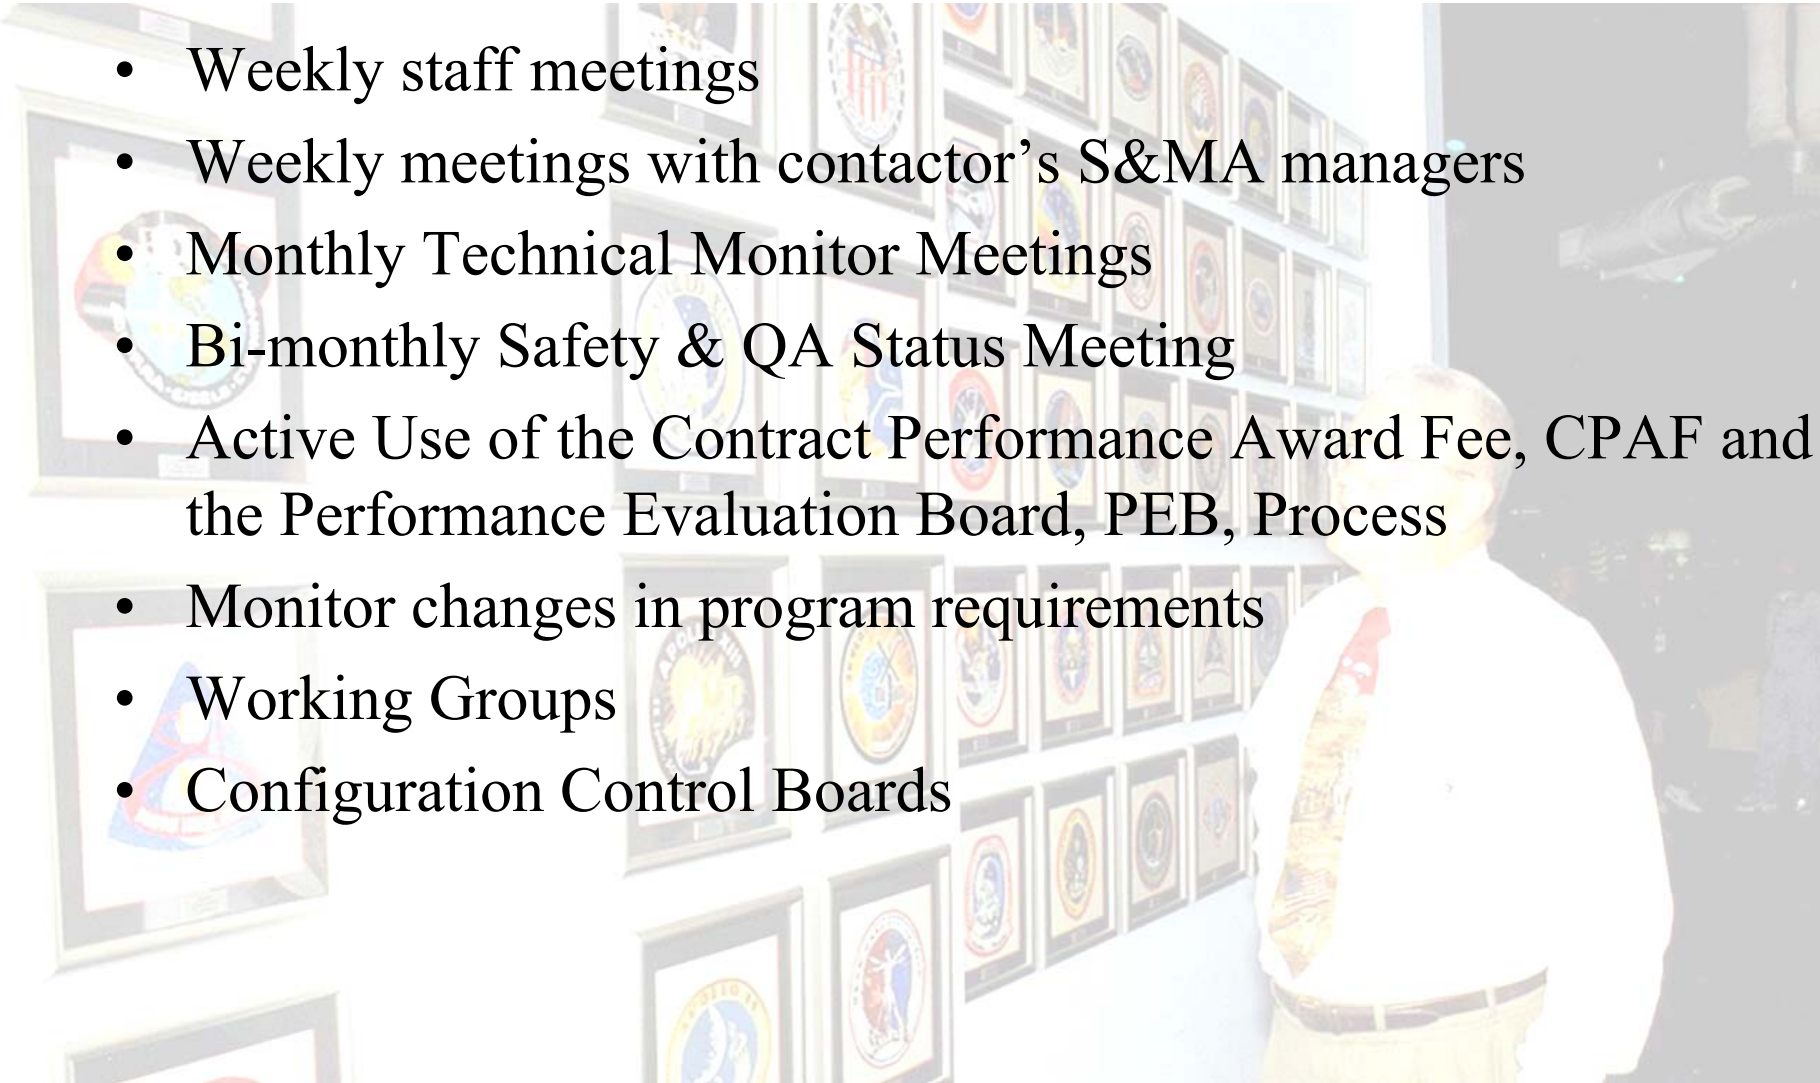 • Weekly staff meetings
• Weekly meetings with contactor’s S&MA managers
• Monthly Technical Monitor Meetings
• Bi-monthly Safety & QA Status Meeting
• Active Use of the Contract Performance Award Fee, CPAF and
the Performance Evaluation Board, PEB, Process
• Monitor changes in program requirements
• Working Groups
• Configuration Control Boards